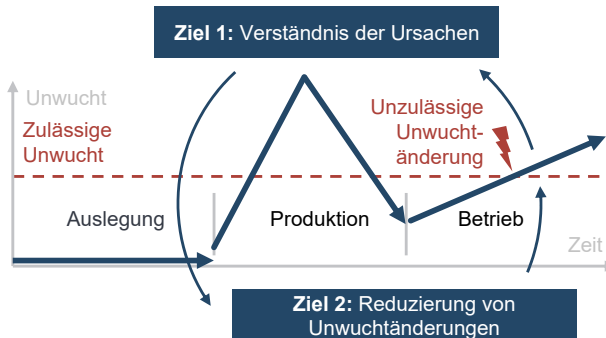 Ziel 1: Verständnis der Ursachen
Unwucht
Zulässige
Unwucht
Unzulässige
Unwucht-
änderung
Auslegung
Produktion
Betrieb
Zeit
Ziel 2: Reduzierung von
Unwuchtänderungen